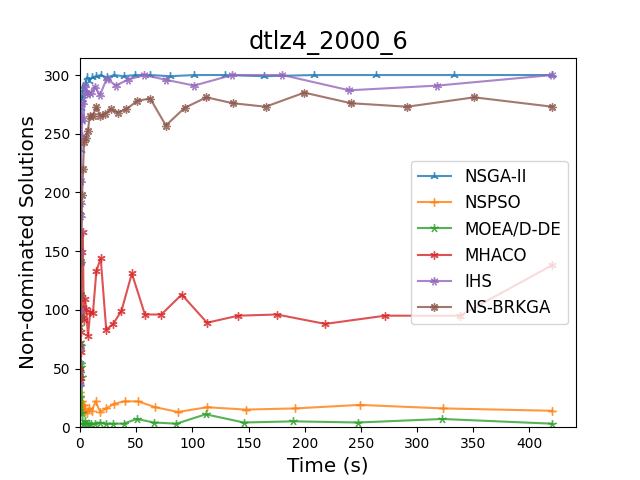 dtlz4_2000_6
Non-dominated Solutions
300
250
200
150
100
50
0
NSGA-II
NSPSO
MOEA/D-DE
MHACO
IHS
NS-BRKGA
0 50 100 150 200 250 300 350 400
Time (s)